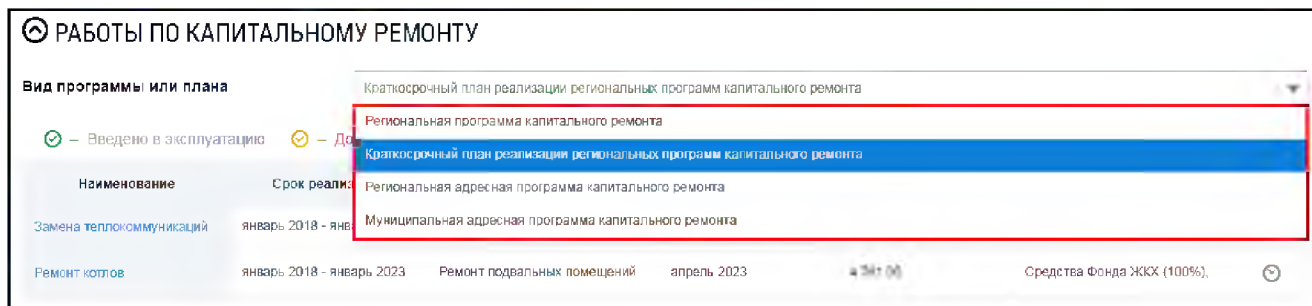 РАБОТЫ ПО КАПИТАЛЬНОМУ РЕМОНТУ
Вид программы или плана
Краткосрочный план реализации региональных программ капитального ремонта
Региональная программа капитального ремонта
– Введено в эксплуатацию – До
Краткосрочный план реализации региональных программ капитального ремонта
Наименование Срок реализ
Региональная адресная программа капитального ремонта
Замена теплокоммуникаций январь 2018 - янв
Муниципальная адресная программа капитального ремонта
Ремонт котлов январь 2018 - январь 2023 Ремонт подвальных помещений апрель 2023 Средства Фонда ЖКХ (100%),